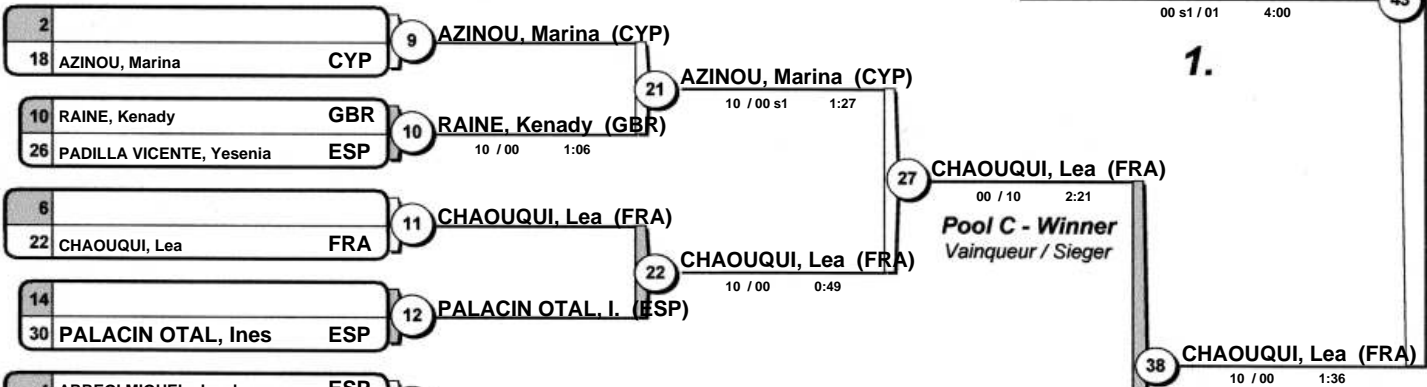 2
18 AZINOU, Marina CYP
9
AZINOU, Marina (CYP)
10 RAINE, Kenady GBR
26 PADILLA VICENTE, Yesenia ESP
10
RAINE, Kenady (GBR)
10 / 00 1:06
21
AZINOU, Marina (CYP)
10 / 00 s1 1:27
6
22 CHAOUQUI, Lea FRA
11
CHAOUQUI, Lea (FRA)
14
30 PALACIN OTAL, Ines ESP
12
PALACIN OTAL, I. (ESP)
22
CHAOUQUI, Lea (FRA)
10 / 00 0:49
27
CHAOUQUI, Lea (FRA)
00 / 10 2:21
Pool C - Winner
Vainqueur / Sieger
00 s1 / 01 4:00
1.
38
CHAOUQUI, Lea (FRA)
10 / 00 1:36
ESP